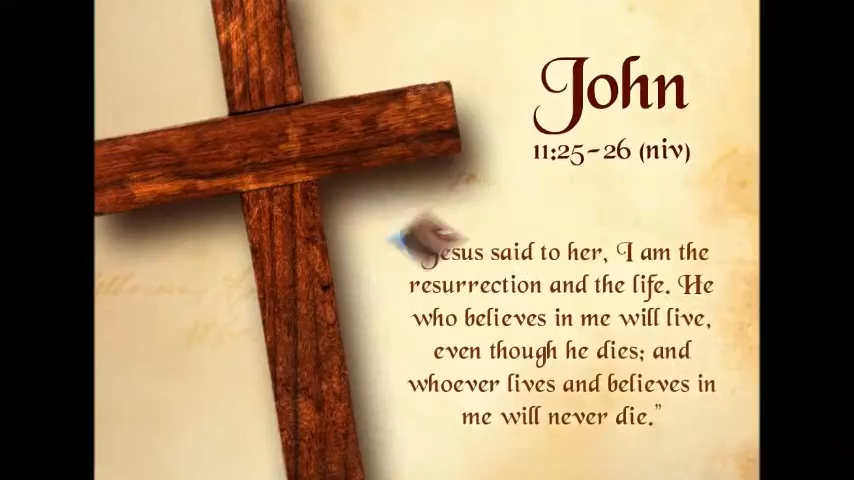 John
11:25-26 (niv)
Jesus said to her, I am the
resurrection and the life. He
who believes in me will live,
even though he dies; and
whoever lives and believes in
me will never die.”